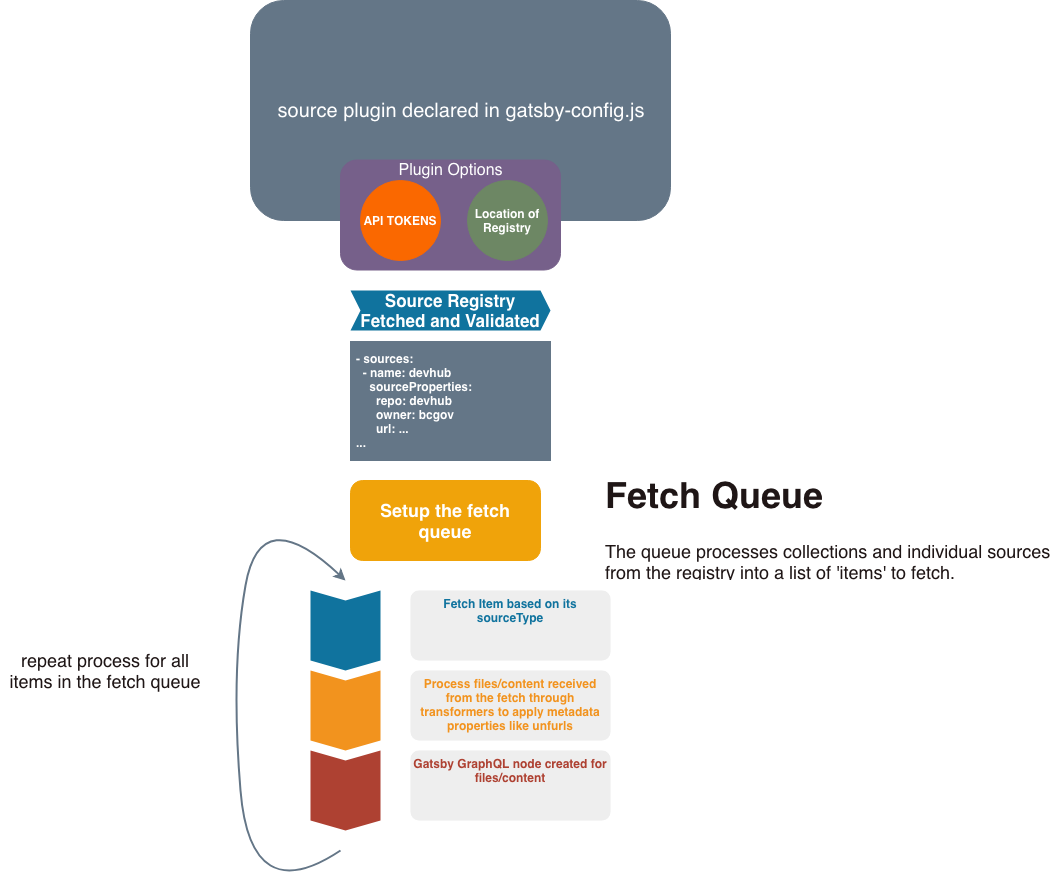 source plugin declared in gatsby-config.js
Plugin Options
API TOKENS
Location of
Registry
Source Registry
Fetched and Validated
- sources:
- name: devhub
sourceProperties:
repo: devhub
owner: bcgov
url: ...
...
Setup the fetch
queue
Fetch Queue
The queue processes collections and individual sources
from the registry into a list of 'items' to fetch.
repeat process for all
items in the fetch queue
Fetch Item based on its
sourceType
Process files/content received
from the fetch through
transformers to apply metadata
properties like unfurls
Gatsby GraphQL node created for
files/content